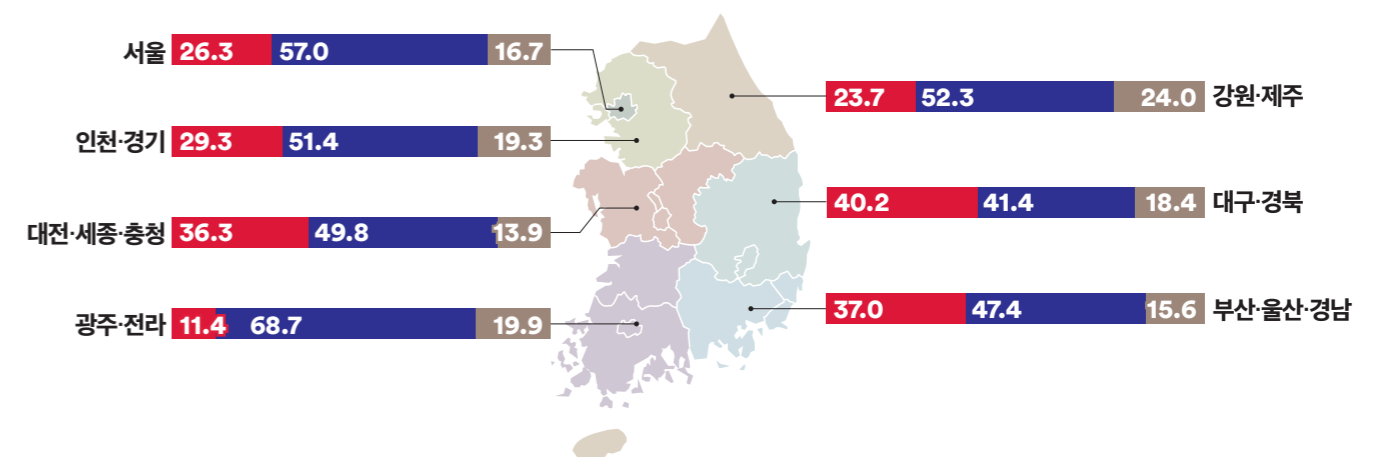 서울 26.3 57.0 16.7
인천·경기 29.3 51.4 19.3
대전·세종·충청 36.3 49.8 13.9
광주·전라 11.4 68.7 19.9
23.7 52.3 24.0 강원·제주
40.2 41.4 18.4 대구·경북
37.0 47.4 15.6 부산·울산·경남